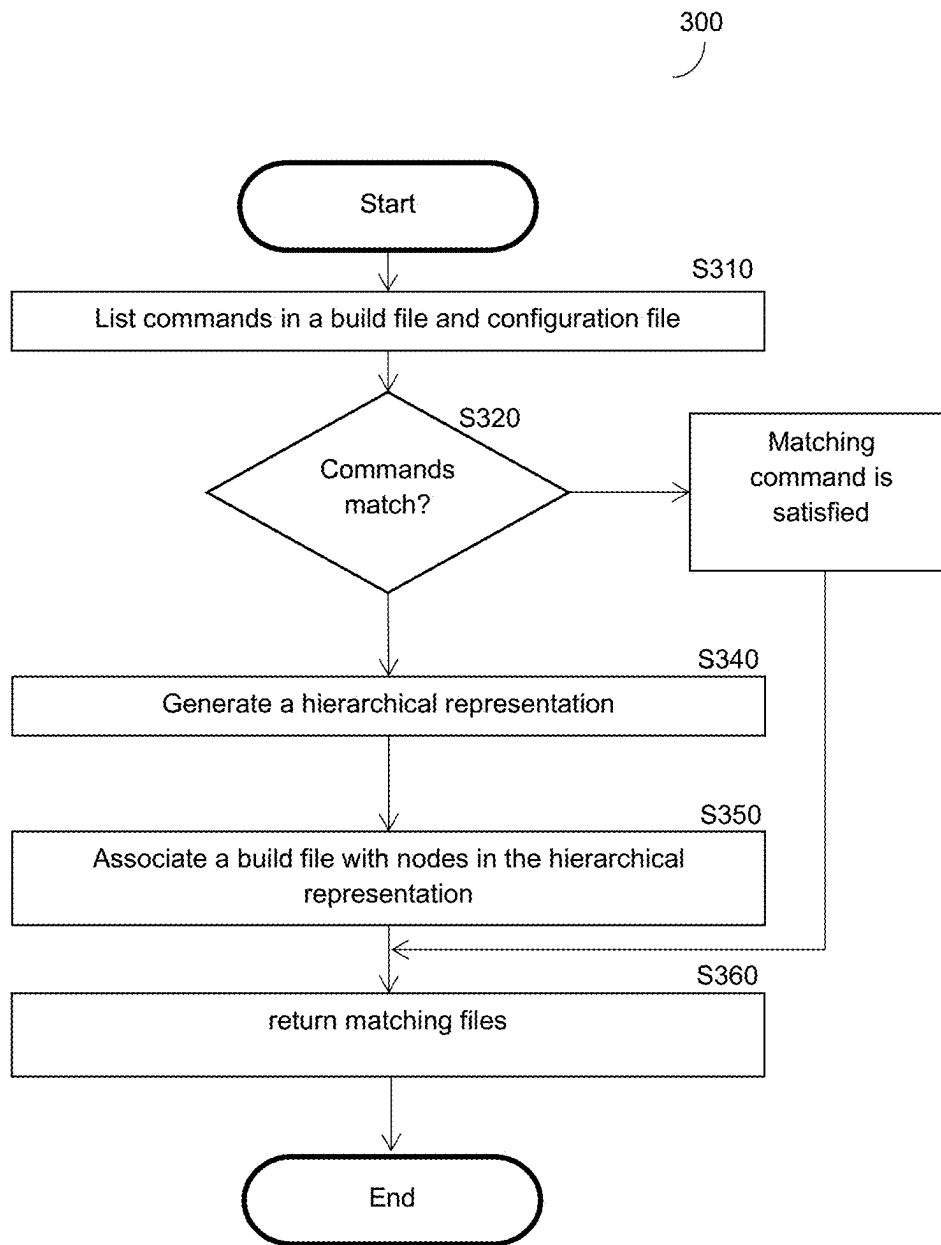 300
Start
S310
List commands in a build file and configuration file
S320
Commands
match?
Matching
command is
satisfied
S340
Generate a hierarchical representation
S350
Associate a build file with nodes in the hierarchical
representation
S360
return matching files
End